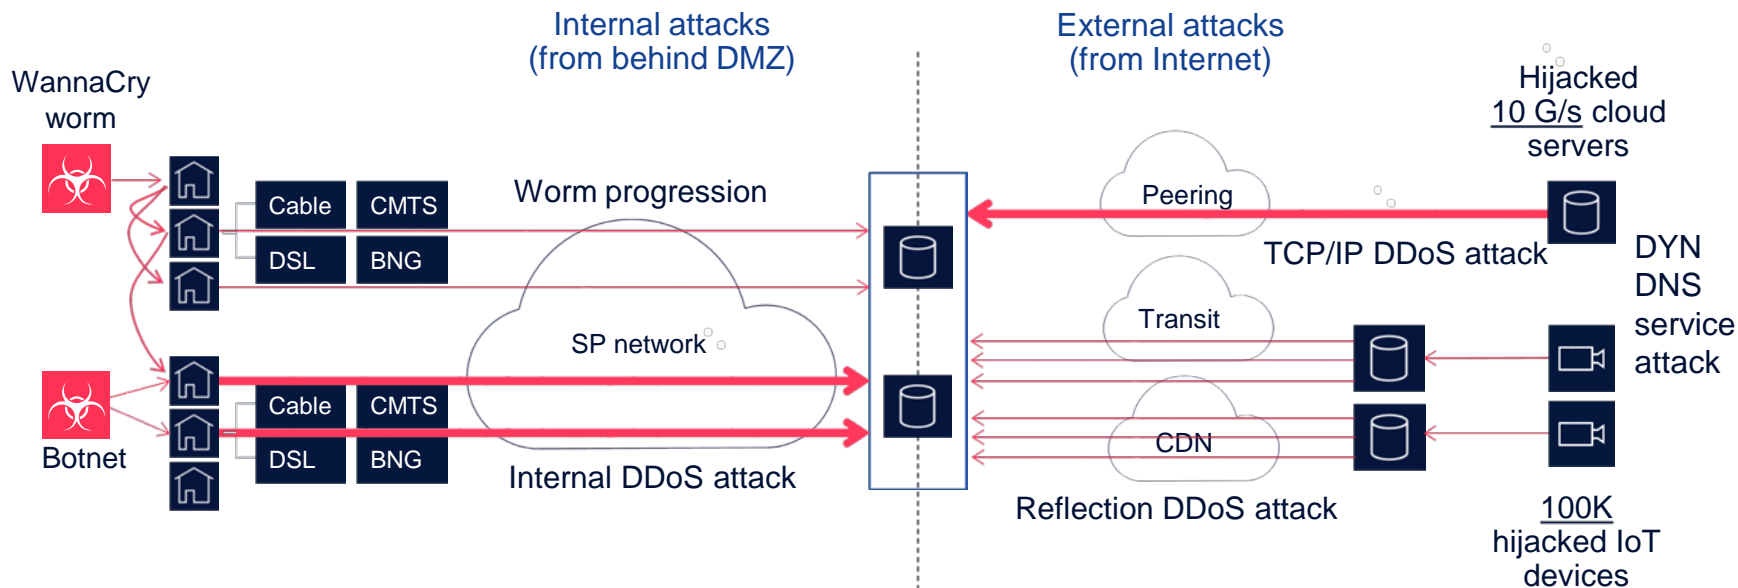 Internal attacks
(from behind DMZ)
External attacks
(from Internet)
WannaCry
worm
Hijacked
10 G/s cloud
servers
Worm progression
Cable
CMTS
DSL
BNG
Peering
TCP/IP DDoS attack
DYN
DNS
service
attack
Transit
SP network
Botnet
Cable
CMTS
DSL
BNG
CDN
Internal DDoS attack
Reflection DDoS attack
100K
hijacked IoT
devices